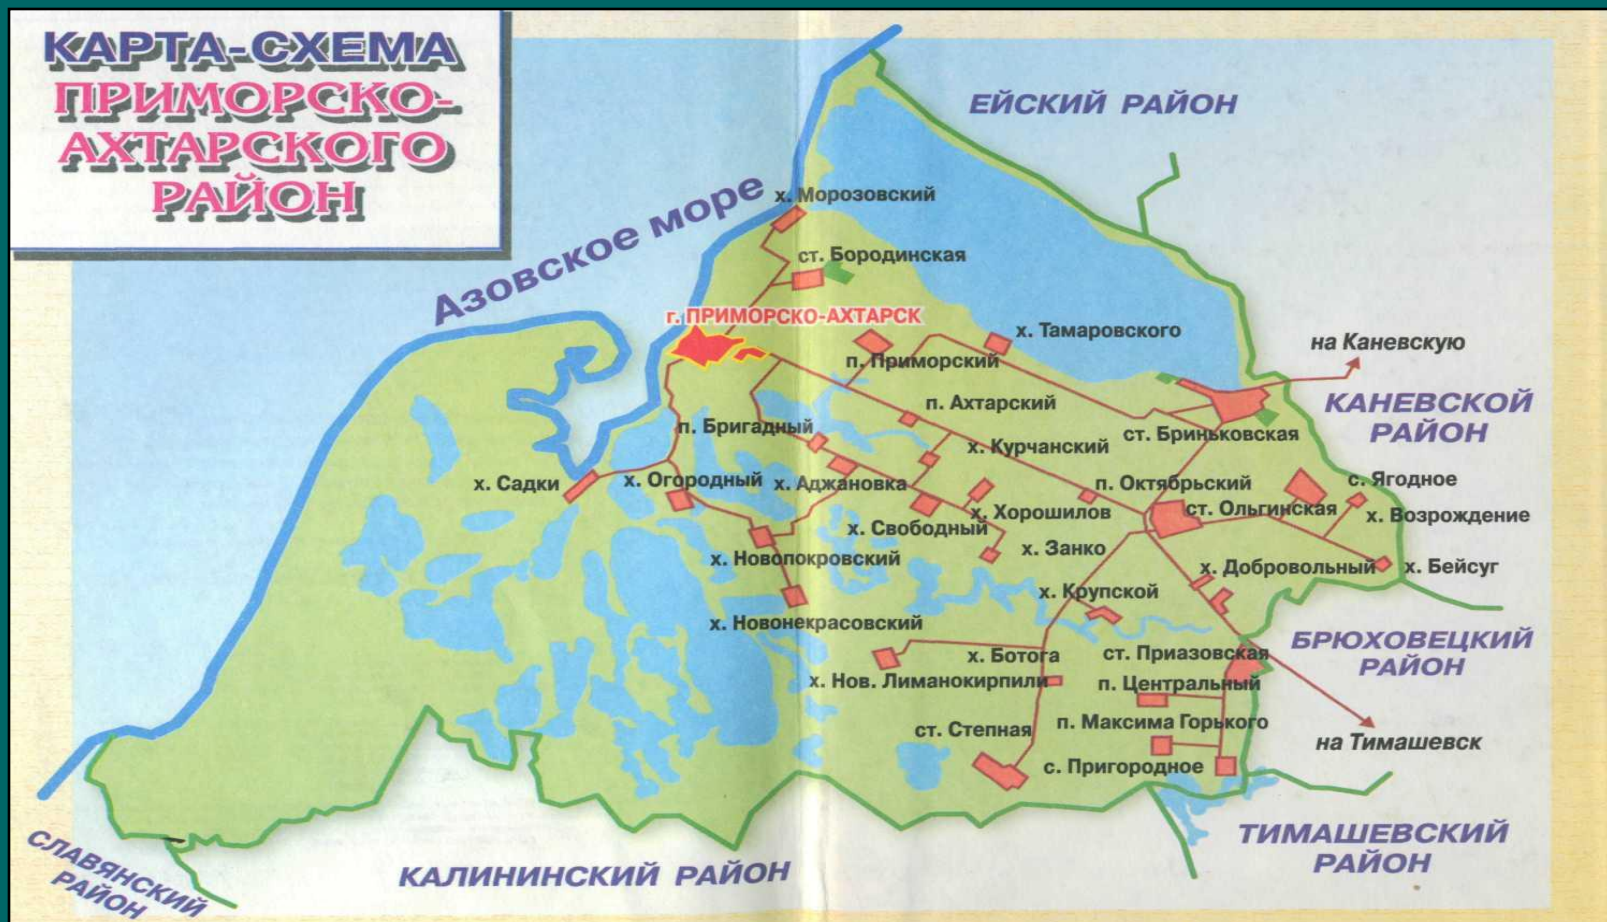 КАРТА-СХЕМА
ПРИМОРСКО-
АХТАРСКОГО
РАЙОН
ЕЙСКИЙ РАЙОН
Азовское море
х. Морозовский
ст. Бородинская
г. ПРИМОРСКО-АХТАРСК
х. Тамаровского
на Каневскую
п. Приморский
п. Ахтарский
КАНЕВСКОЙ
РАЙОН
п. Бригадный
ст. Бриньковская
х. Курчанский
х. Садки
х. Огородный
х. Аджановка
п. Октябрьский
с. Ягодное
ст. Ольгинская
х. Хорошилов
х. Возрождение
х. Свободный
х. Занко
х. Новопокровский
х. Добровольный
х. Бейсуг
х. Крупской
х. Новонекрасовский
БРЮХОВЕЦКИЙ
РАЙОН
х. Ботога
ст. Приазовская
х. Нов. Лиманокирпили
п. Центральный
ст. Степная
п. Максима Горького
на Тимашевск
с. Пригородное
ТИМАШЕВСКИЙ
РАЙОН
СЛАВЯНСКИЙ
РАЙОН
КАЛИНИНСКИЙ РАЙОН